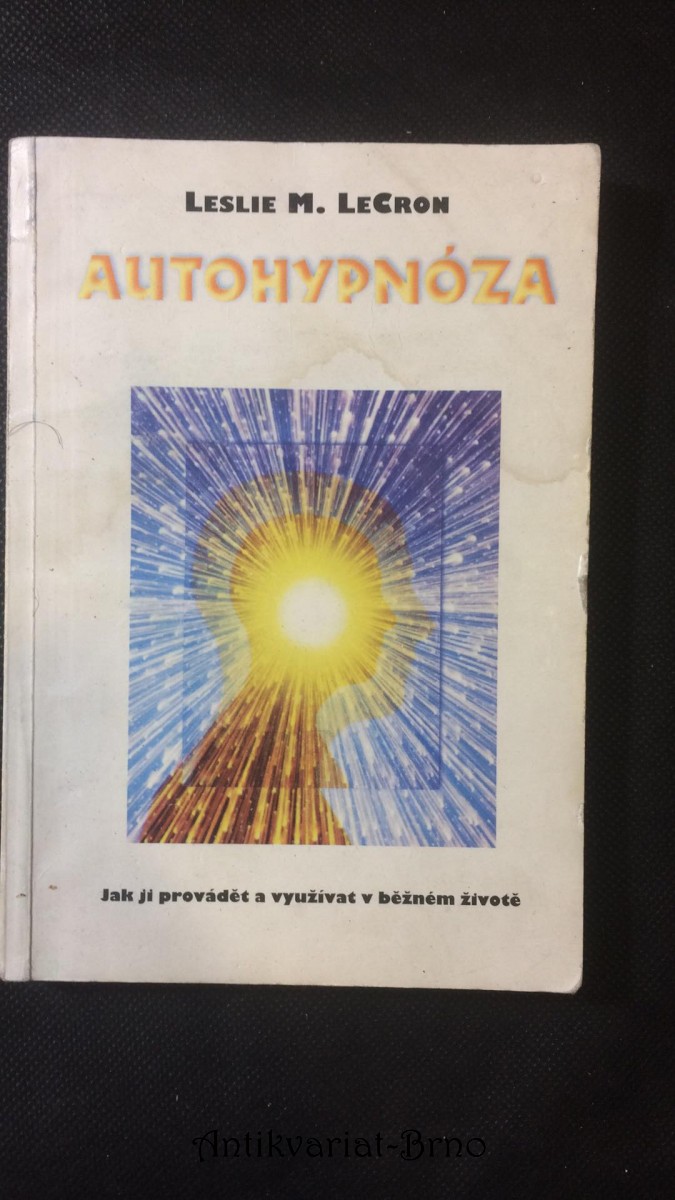 LESLIE M. LECRON
AUTOHYPNÓZA
Jak ji provádět a využívat v běžném životě
Antikvariat-Brno